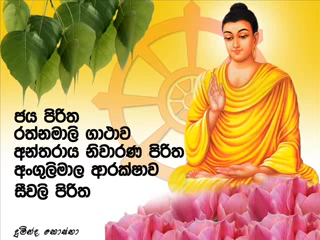 ජය පිරිත
රත්නමාලි ගාථාව
අන්තරාය නිවාරණ පිරිත
අංගුලිමාල ආරක්ෂාව
සීවලි පිරිත